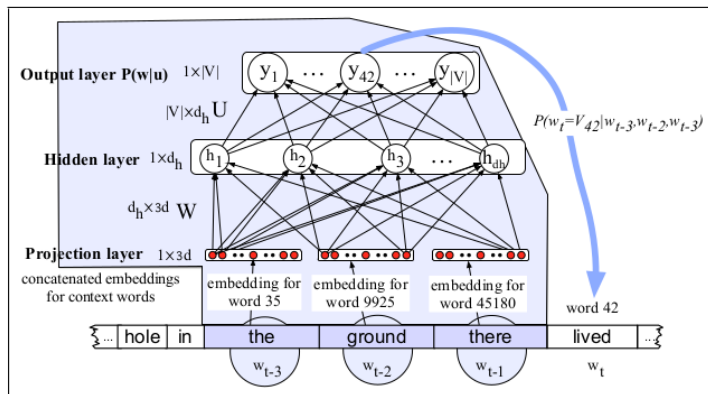 Output layer P(w|u) 1×|V|
y1 ... y42 ... y|V|
|V|×dh U
P(wt=V42|wt-3,wt-2,wt-3)
Hidden layer 1×dh
h1 h2 h3 ... hdh
dh×3d W
Projection layer 1×3d
concatenated embeddings
for context words
embedding for
word 35
embedding for
word 9925
embedding for
word 45180
word 42
... hole in the ground there lived ...
wt-3 wt-2 wt-1 wt